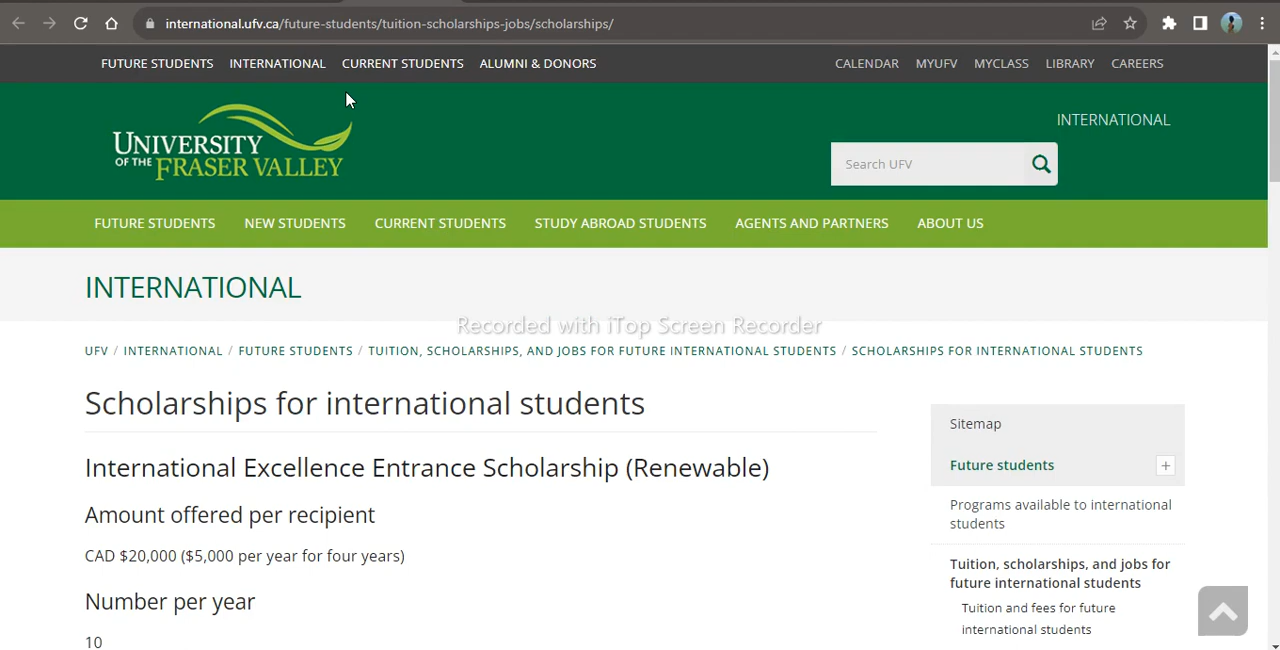 international.ufv.ca/future-students/tuition-scholarships-jobs/scholarships/
FUTURE STUDENTS INTERNATIONAL CURRENT STUDENTS ALUMNI & DONORS CALENDAR MYUFV MYCLASS LIBRARY CAREERS
UNIVERSITY
OF THE FRASER VALLEY
INTERNATIONAL
Search UFV
FUTURE STUDENTS NEW STUDENTS CURRENT STUDENTS STUDY ABROAD STUDENTS AGENTS AND PARTNERS ABOUT US
INTERNATIONAL
Recorded with iTop Screen Recorder
UFV / INTERNATIONAL / FUTURE STUDENTS / TUITION, SCHOLARSHIPS, AND JOBS FOR FUTURE INTERNATIONAL STUDENTS / SCHOLARSHIPS FOR INTERNATIONAL STUDENTS
Scholarships for international students
International Excellence Entrance Scholarship (Renewable)
Amount offered per recipient
CAD $20,000 ($5,000 per year for four years)
Number per year
10
Sitemap
Future students +
Programs available to international
students
Tuition, scholarships, and jobs for
future international students
Tuition and fees for future
international students